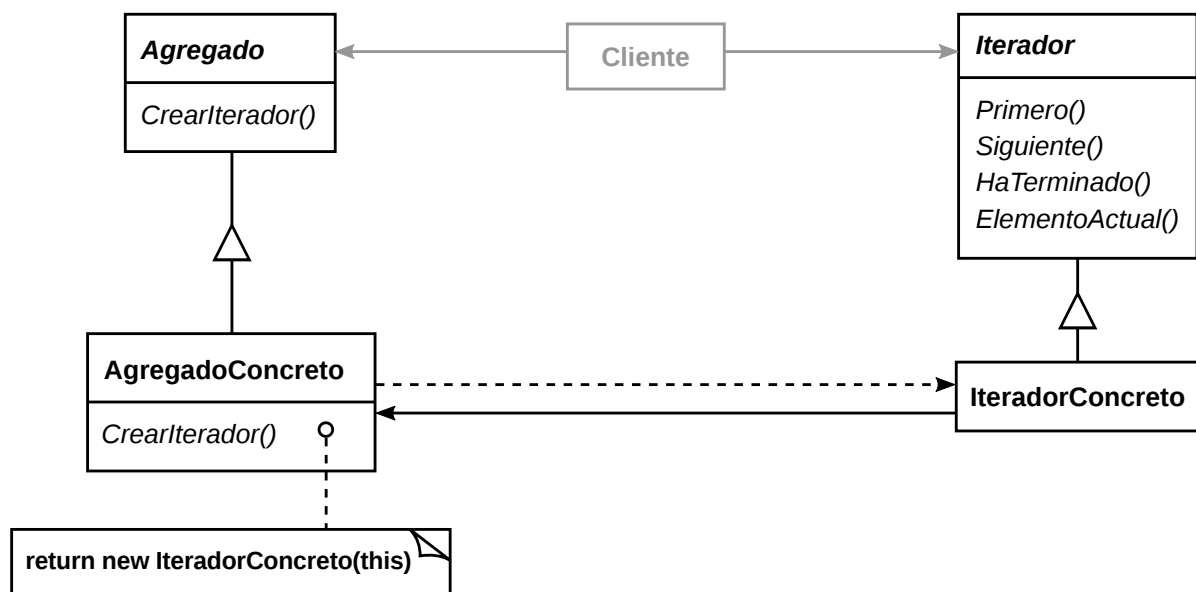 Agregado
CrearIterador()
Cliente
Iterador
Primero()
Siguiente()
HaTerminado()
ElementoActual()
AgregadoConcreto
CrearIterador()
IteradorConcreto
return new IteradorConcreto(this)